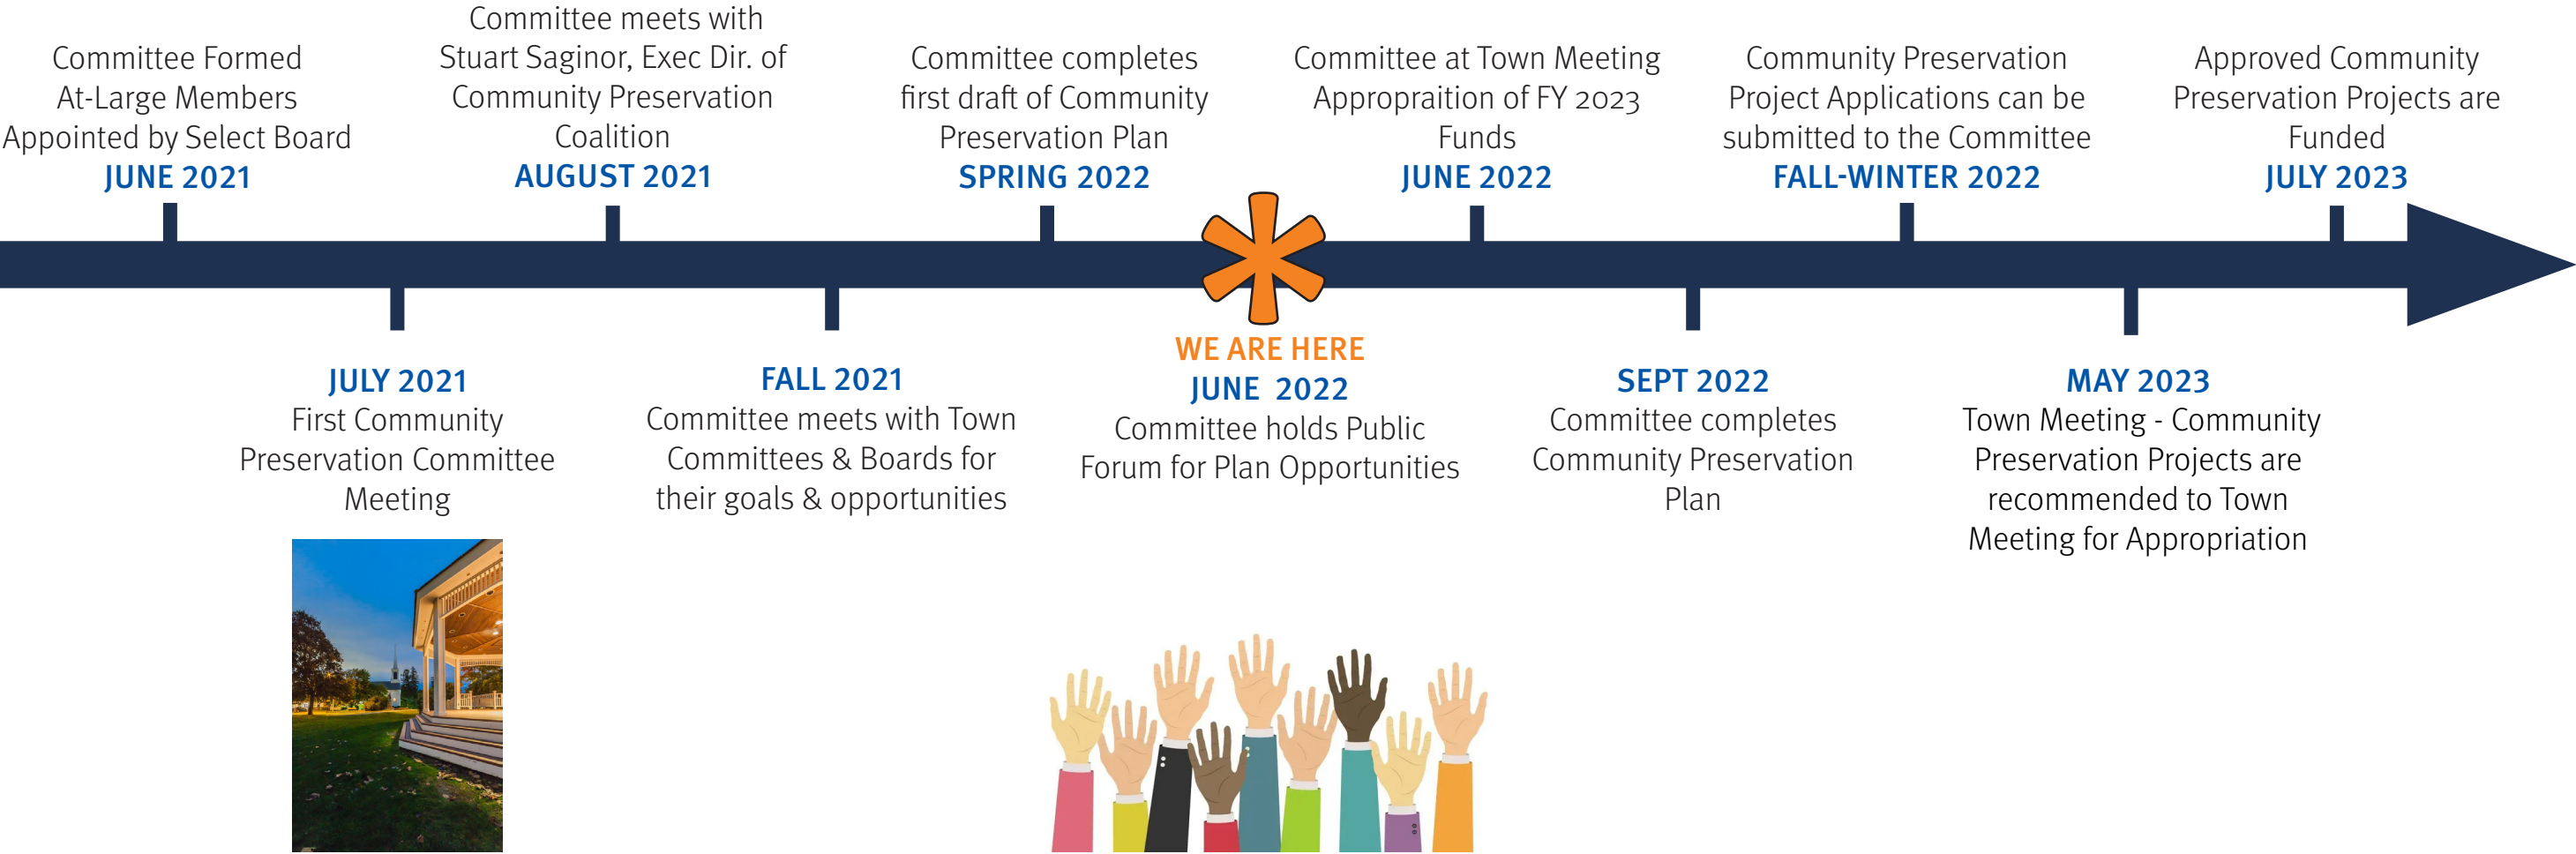 Committee Formed
At-Large Members
Appointed by Select Board
JUNE 2021
JULY 2021
First Community
Preservation Committee
Meeting
Committee meets with
Stuart Saginor, Exec Dir. of
Community Preservation
Coalition
AUGUST 2021
FALL 2021
Committee meets with Town
Committees & Boards for
their goals & opportunities
Committee completes
first draft of Community
Preservation Plan
SPRING 2022
WE ARE HERE
JUNE 2022
Committee holds Public
Forum for Plan Opportunities
Committee at Town Meeting
Appropraition of FY 2023
Funds
JUNE 2022
SEPT 2022
Committee completes
Community Preservation
Plan
Community Preservation
Project Applications can be
submitted to the Committee
FALL-WINTER 2022
MAY 2023
Town Meeting - Community
Preservation Projects are
recommended to Town
Meeting for Appropriation
Approved Community
Preservation Projects are
Funded
JULY 2023